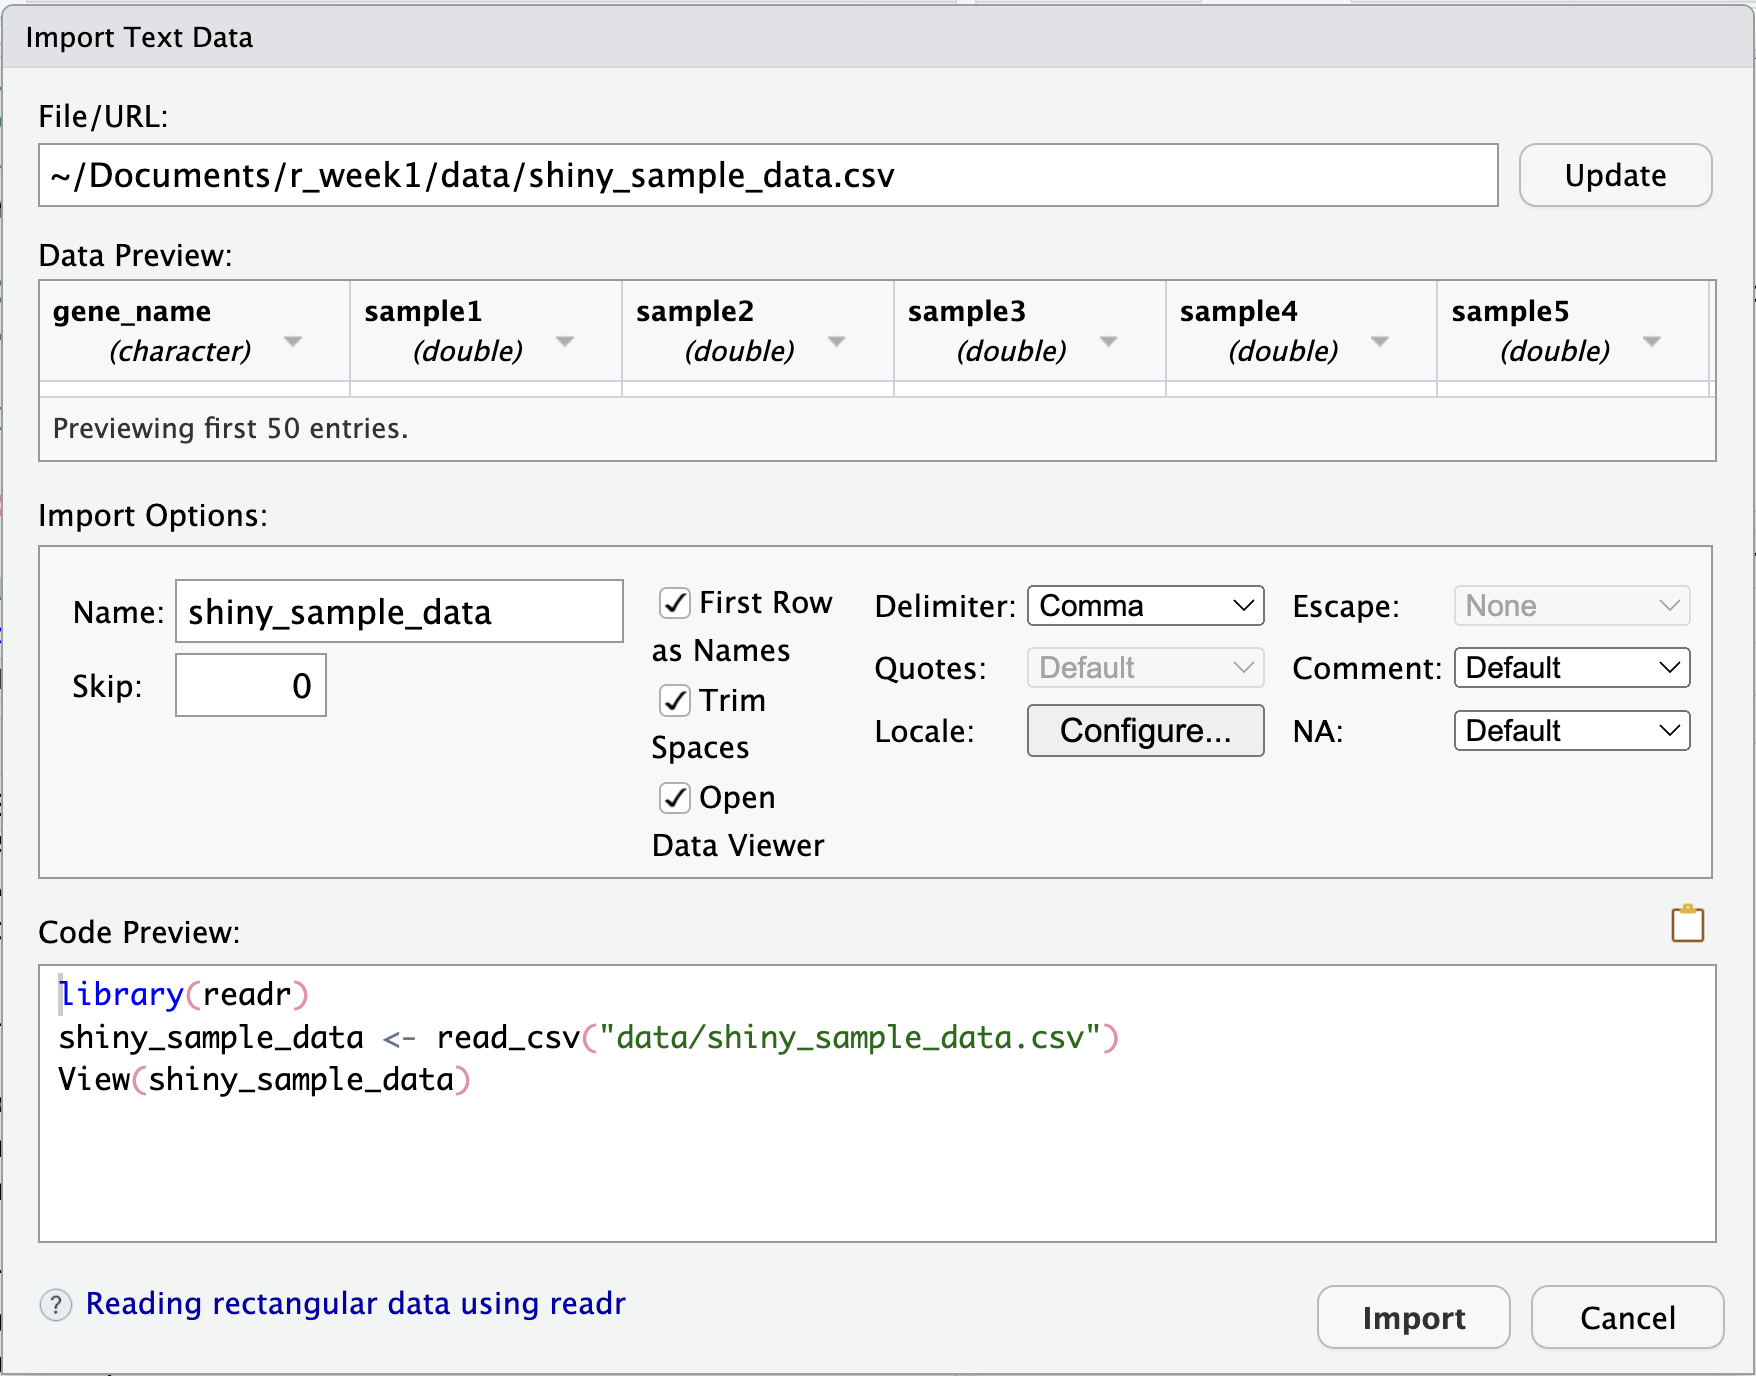 Import Text Data
File/URL:
~/Documents/r_week1/data/shiny_sample_data.csv
Update
Data Preview:
gene_name sample1 sample2 sample3 sample4 sample5
(character) (double) (double) (double) (double) (double)
Previewing first 50 entries.
Import Options:
Name: shiny_sample_data
Skip: 0
First Row
as Names
Trim
Spaces
Open
Data Viewer
Delimiter: Comma
Quotes: Default
Locale: Configure...
Escape: None
Comment: Default
NA: Default
Code Preview:
library(readr)
shiny_sample_data <- read_csv("data/shiny_sample_data.csv")
View(shiny_sample_data)
? Reading rectangular data using readr
Import
Cancel